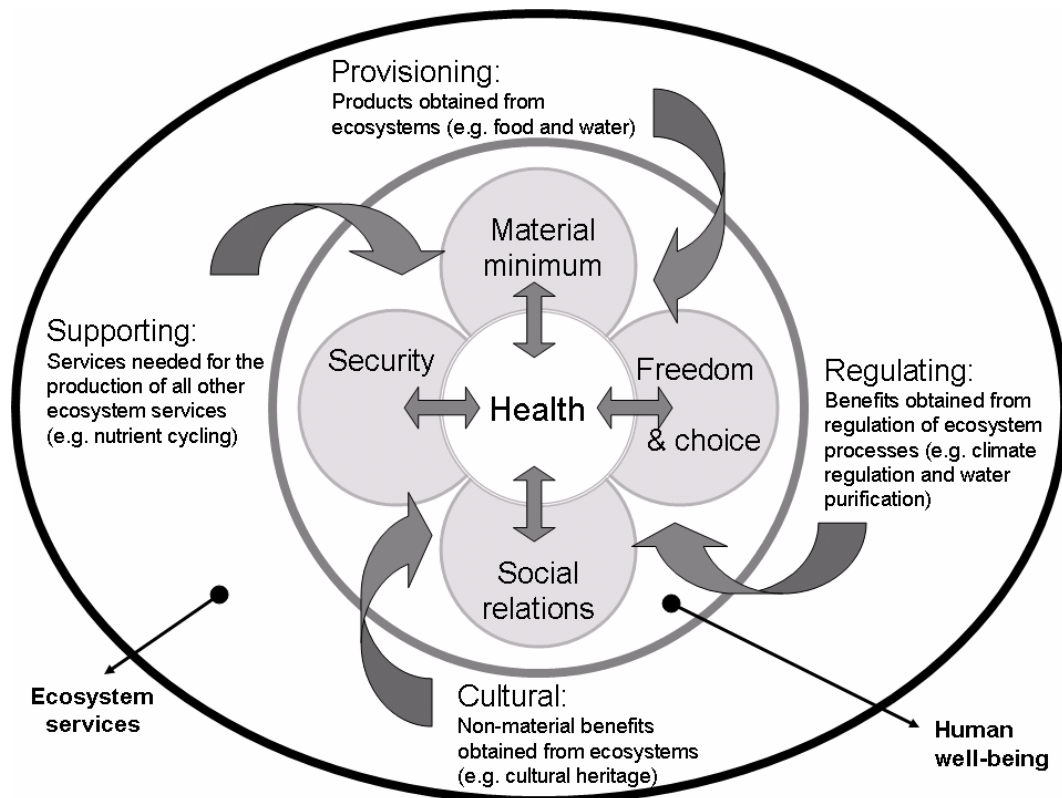 Provisioning:
Products obtained from
ecosystems (e.g. food and water)
Material
minimum
Supporting:
Services needed for the
production of all other
ecosystem services
(e.g. nutrient cycling)
Security
Health
Freedom
& choice
Regulating:
Benefits obtained from
regulation of ecosystem
processes (e.g. climate
regulation and water
purification)
Social
relations
Ecosystem
services
Cultural:
Non-material benefits
obtained from ecosystems
(e.g. cultural heritage)
Human
well-being